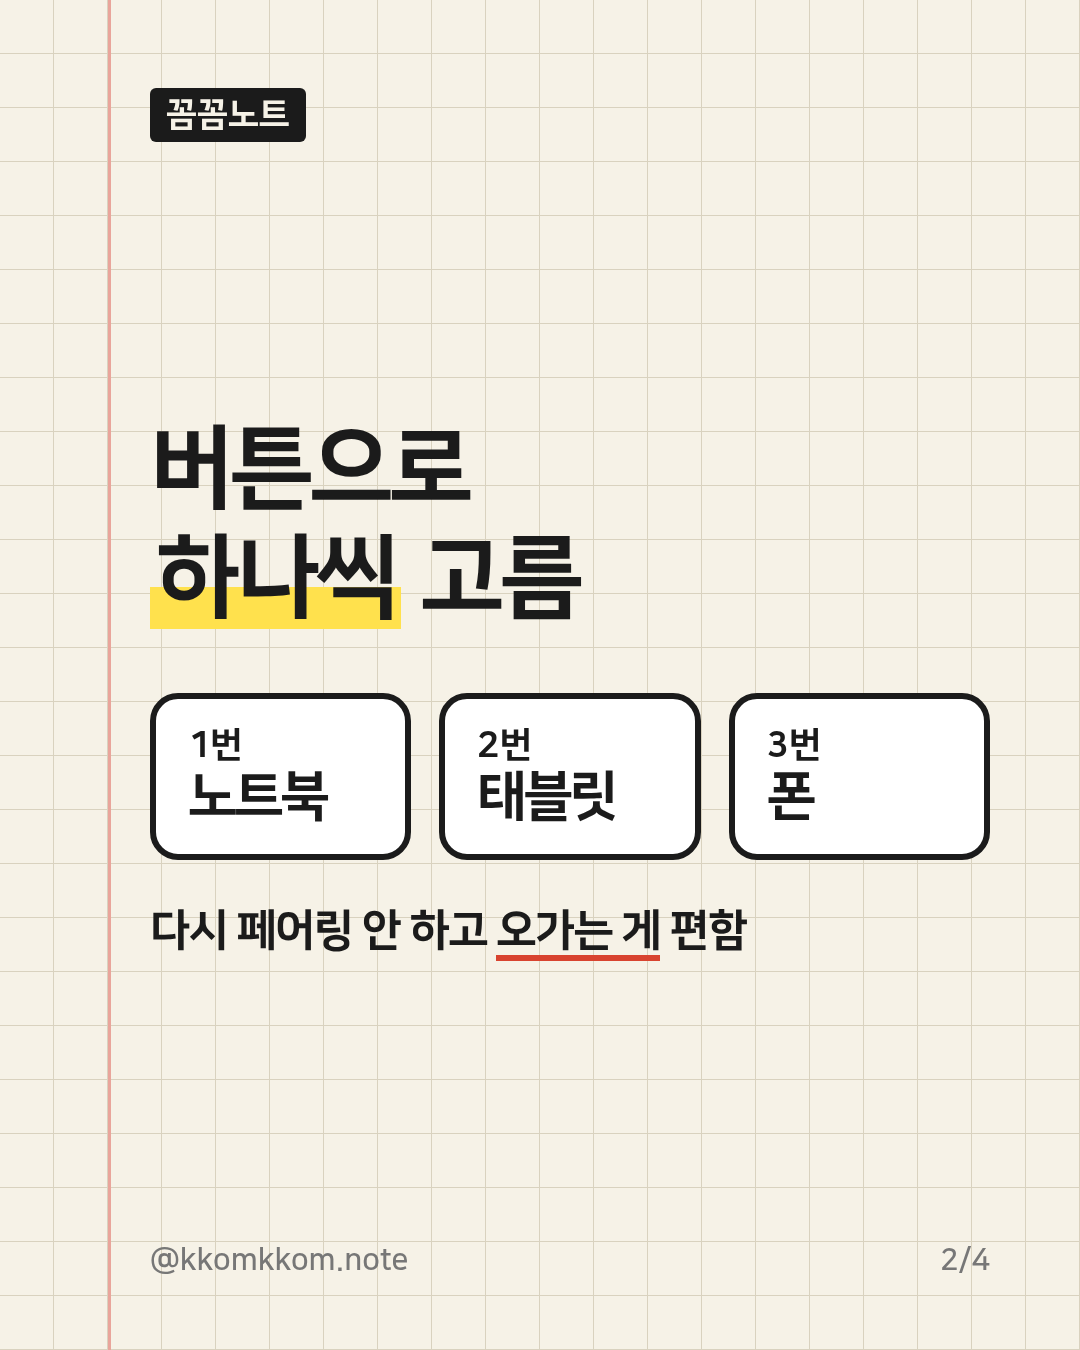 꼼꼼노트
버튼으로
하나씩 고름
1번
노트북
2번
태블릿
3번
폰
다시 페어링 안 하고 오가는 게 편함
@kkomkkom.note
2/4